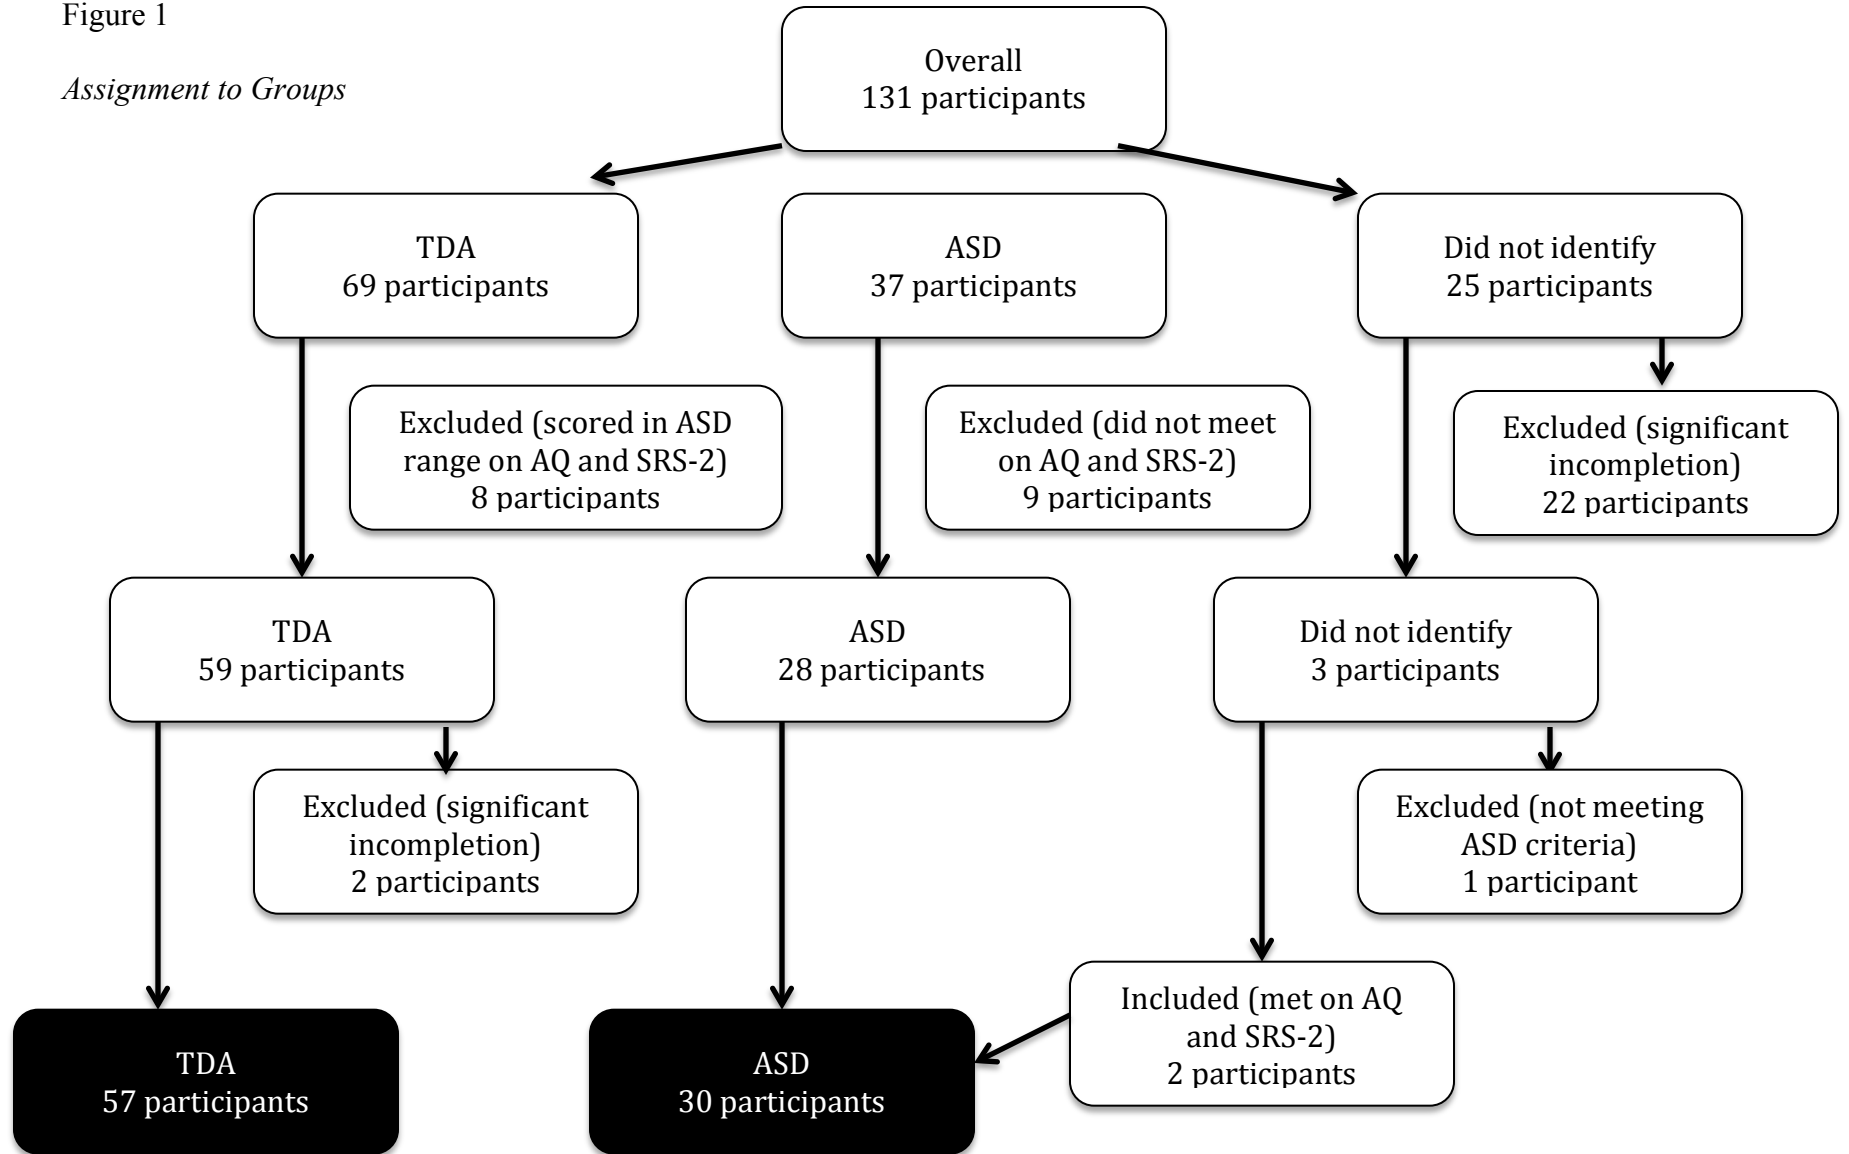 Figure 1
Assignment to Groups
Overall
131 participants
TDA
69 participants
ASD
37 participants
Did not identify
25 participants
Excluded (scored in ASD
range on AQ and SRS-2)
8 participants
Excluded (did not meet
on AQ and SRS-2)
9 participants
Excluded (significant
incompletion)
22 participants
TDA
59 participants
ASD
28 participants
Did not identify
3 participants
Excluded (significant
incompletion)
2 participants
Excluded (not meeting
ASD criteria)
1 participant
Included (met on AQ
and SRS-2)
2 participants
TDA
57 participants
ASD
30 participants